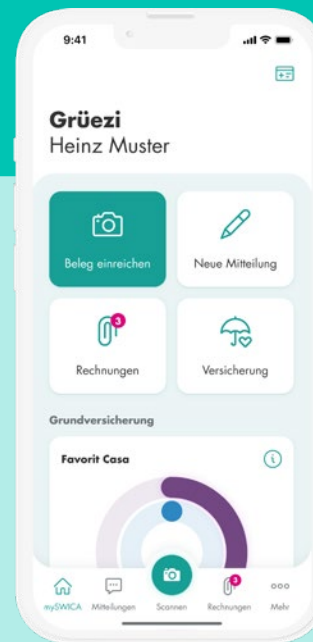 9:41
Grüezi
Heinz Muster
Beleg einreichen
Neue Mitteilung
3
Rechnungen
Versicherung
Grundversicherung
Favorit Casa
i
3
mySWICA
Mitteilungen
Scannen
Rechnungen
Mehr